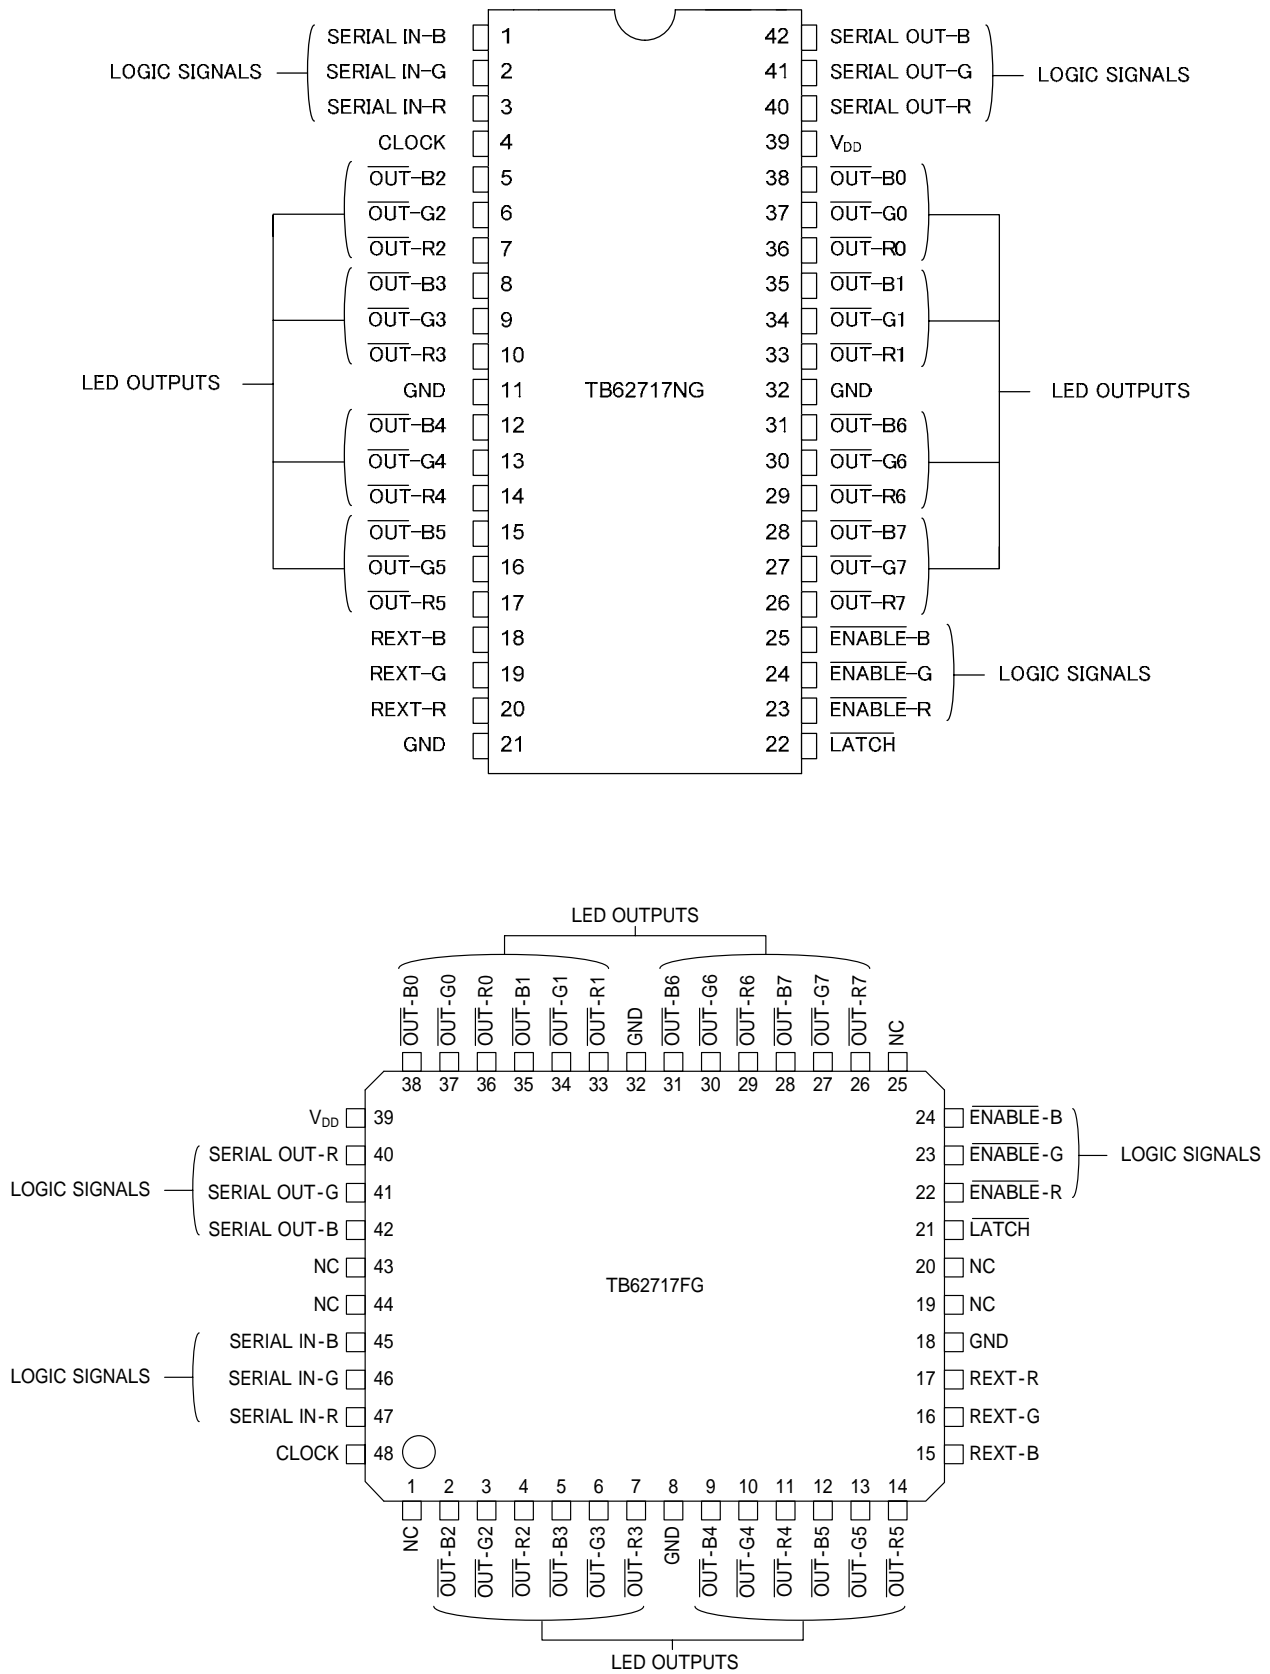 SERIAL IN-B 1 42 SERIAL OUT-B
LOGIC SIGNALS SERIAL IN-G 2 41 SERIAL OUT-G LOGIC SIGNALS
SERIAL IN-R 3 40 SERIAL OUT-R
CLOCK 4 39 VDD
OUT-B2 5 38 OUT-B0
OUT-G2 6 37 OUT-G0
OUT-R2 7 36 OUT-R0
OUT-B3 8 35 OUT-B1
OUT-G3 9 34 OUT-G1
OUT-R3 10 33 OUT-R1
LED OUTPUTS GND 11 TB62717NG 32 GND LED OUTPUTS
OUT-B4 12 31 OUT-B6
OUT-G4 13 30 OUT-G6
OUT-R4 14 29 OUT-R6
OUT-B5 15 28 OUT-B7
OUT-G5 16 27 OUT-G7
OUT-R5 17 26 OUT-R7
REXT-B 18 25 ENABLE-B
REXT-G 19 24 ENABLE-G LOGIC SIGNALS
REXT-R 20 23 ENABLE-R
GND 21 22 LATCH
LED OUTPUTS
OUT-B0 OUT-G0 OUT-R0 OUT-B1 OUT-G1 OUT-R1 GND OUT-B6 OUT-G6 OUT-R6 OUT-B7 OUT-G7 OUT-R7 NC
38 37 36 35 34 33 32 31 30 29 28 27 26 25
VDD 39 24 ENABLE-B
SERIAL OUT-R 40 23 ENABLE-G LOGIC SIGNALS
LOGIC SIGNALS SERIAL OUT-G 41 22 ENABLE-R
SERIAL OUT-B 42 21 LATCH
NC 43 20 NC
TB62717FG
NC 44 19 NC
SERIAL IN-B 45 18 GND
LOGIC SIGNALS SERIAL IN-G 46 17 REXT-R
SERIAL IN-R 47 16 REXT-G
CLOCK 48 15 REXT-B
1 2 3 4 5 6 7 8 9 10 11 12 13 14
NC OUT-B2 OUT-G2 OUT-R2 OUT-B3 OUT-G3 OUT-R3 GND OUT-B4 OUT-G4 OUT-R4 OUT-B5 OUT-G5 OUT-R5
LED OUTPUTS